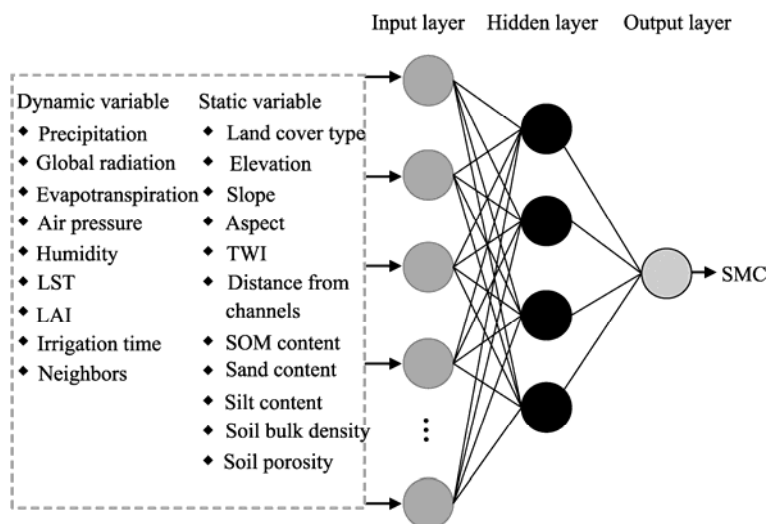 Input layer Hidden layer Output layer
Dynamic variable
Precipitation
Global radiation
Evapotranspiration
Air pressure
Humidity
LST
LAI
Irrigation time
Neighbors
Static variable
Land cover type
Elevation
Slope
Aspect
TWI
Distance from
channels
SOM content
Sand content
Silt content
Soil bulk density
Soil porosity
SMC